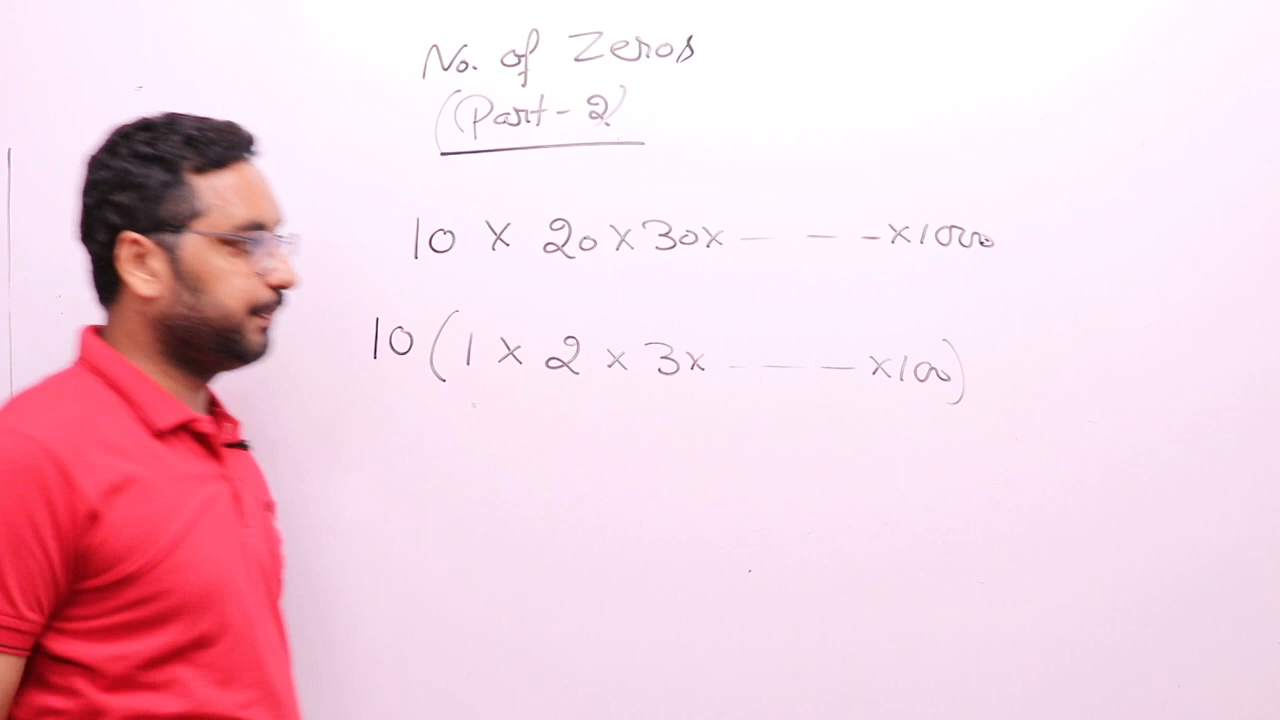 No. of Zeros
(Part-2)
10 × 20 × 30 × - - - × 1000
10 (1 × 2 × 3 × - - - × 100)